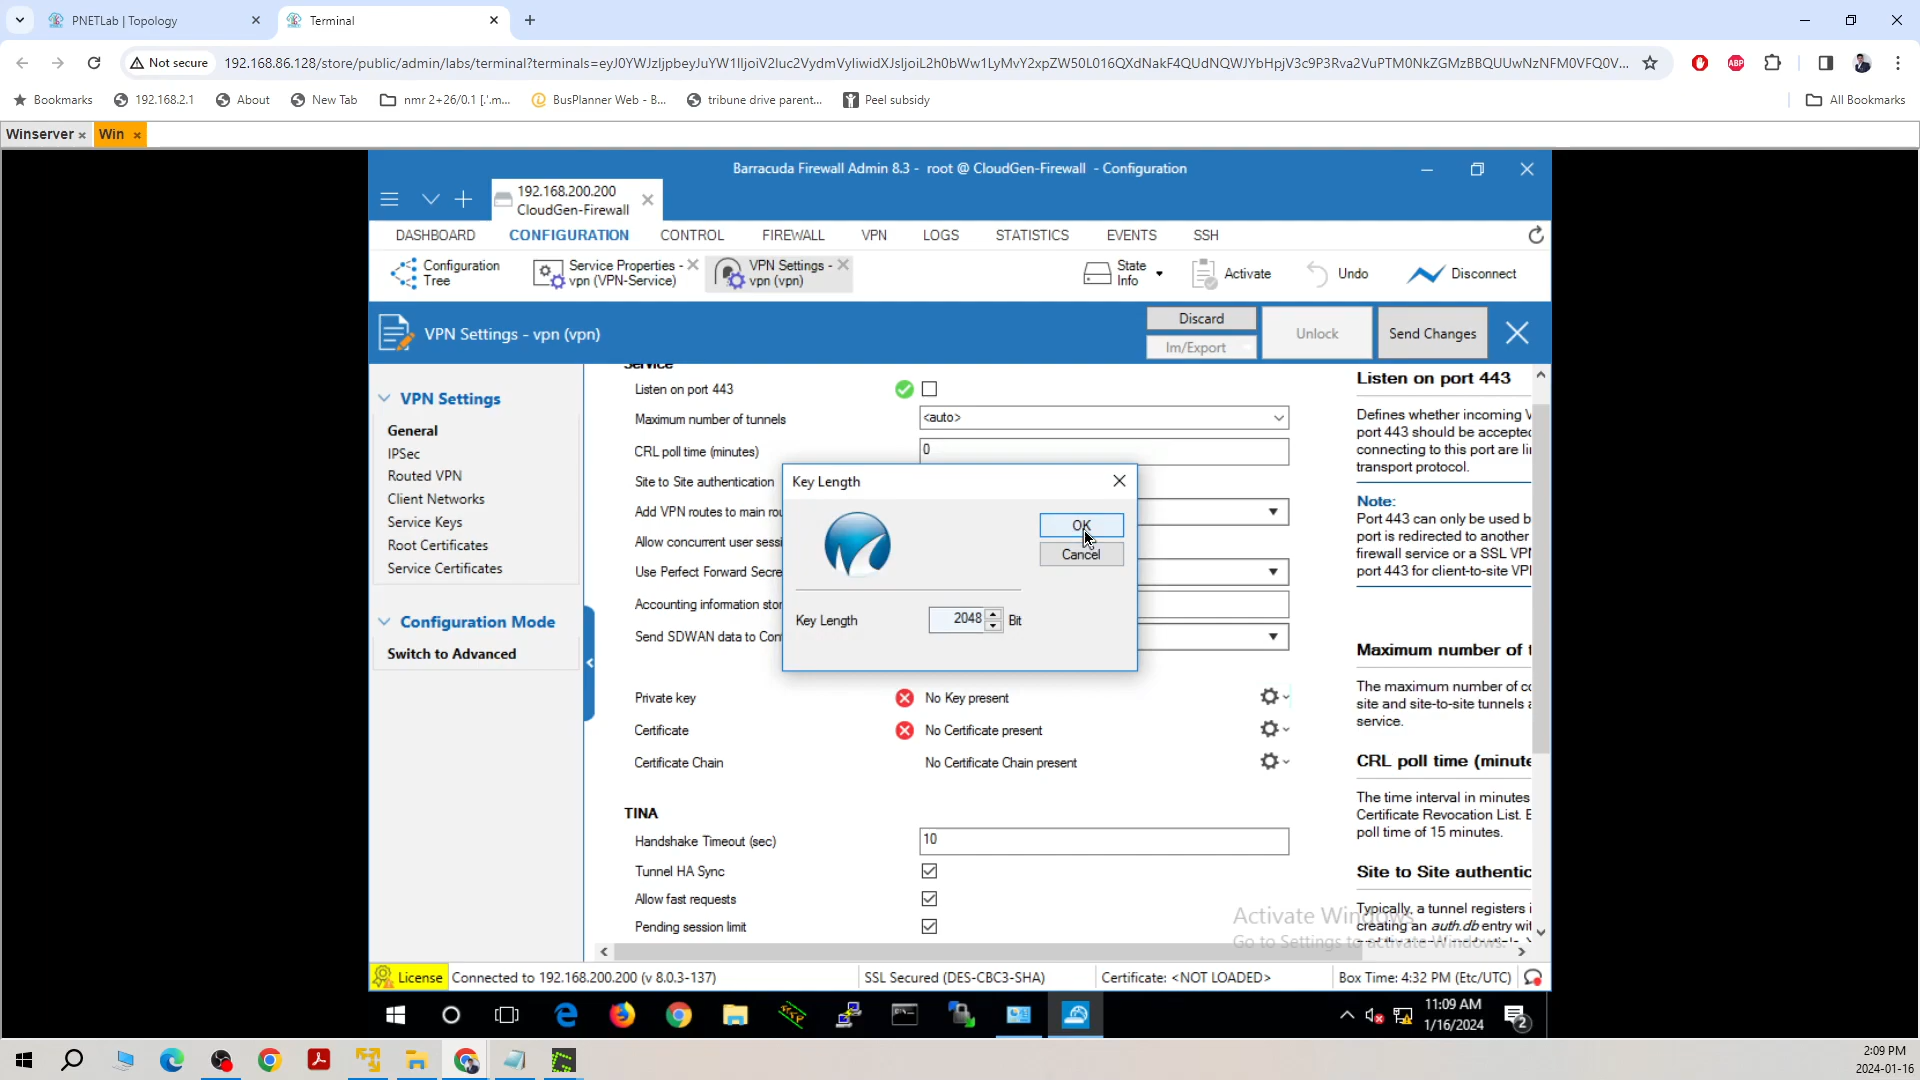 PNETLab | Topology
Terminal
Not secure
192.168.86.128/store/public/admin/labs/terminal?terminals=
Bookmarks
192.168.2.1
About
New Tab
nmr 2+26/0.1 [.'.m...
BusPlanner Web - B...
tribune drive parent...
Peel subsidy
All Bookmarks
Winserver
Win
Barracuda Firewall Admin 8.3 - root @ CloudGen-Firewall - Configuration
192.168.200.200
CloudGen-Firewall
DASHBOARD CONFIGURATION CONTROL FIREWALL VPN LOGS STATISTICS EVENTS SSH
Configuration
Tree
Service Properties -
vpn (VPN-Service)
VPN Settings -
vpn (vpn)
State
Info
Activate
Undo
Disconnect
VPN Settings - vpn (vpn)
Discard
Im/Export
Unlock
Send Changes
VPN Settings
General
IPSec
Routed VPN
Client Networks
Service Keys
Root Certificates
Service Certificates
Configuration Mode
Switch to Advanced
Service
Listen on port 443
Maximum number of tunnels
<auto>
CRL poll time (minutes)
0
Site to Site authentication
Add VPN routes to main rou
Allow concurrent user sessi
Use Perfect Forward Secre
Accounting information stor
Send SDWAN data to Con
Key Length
OK
Cancel
Key Length
2048
Bit
Private key
No Key present
Certificate
No Certificate present
Certificate Chain
No Certificate Chain present
TINA
Handshake Timeout (sec)
10
Tunnel HA Sync
Allow fast requests
Pending session limit
Listen on port 443
Defines whether incoming V
port 443 should be accepted
connecting to this port are li
transport protocol.
Note:
Port 443 can only be used b
port is redirected to another
firewall service or a SSL VPN
port 443 for client-to-site VP
Maximum number of t
The maximum number of co
site and site-to-site tunnels a
service.
CRL poll time (minute
The time interval in minutes
Certificate Revocation List. E
poll time of 15 minutes.
Site to Site authentic
Typically, a tunnel registers i
creating an auth.db entry wit
Activate Windows
Go to Settings to activate Windows.
License
Connected to 192.168.200.200 (v 8.0.3-137)
SSL Secured (DES-CBC3-SHA)
Certificate: <NOT LOADED>
Box Time: 4:32 PM (Etc/UTC)
11:09 AM
1/16/2024
2
2:09 PM
2024-01-16